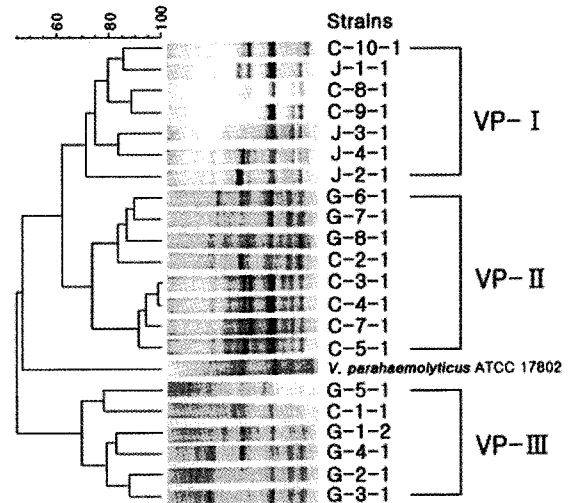 Strains
60 80 100
C-10-1
J-1-1
C-8-1
C-9-1
J-3-1
J-4-1
J-2-1
VP-Ⅰ
G-6-1
G-7-1
G-8-1
C-2-1
C-3-1
C-4-1
C-7-1
C-5-1
VP-Ⅱ
V. parahaemolyticus ATCC 17802
G-5-1
C-1-1
G-1-2
G-4-1
G-2-1
G-3-1
VP-Ⅲ